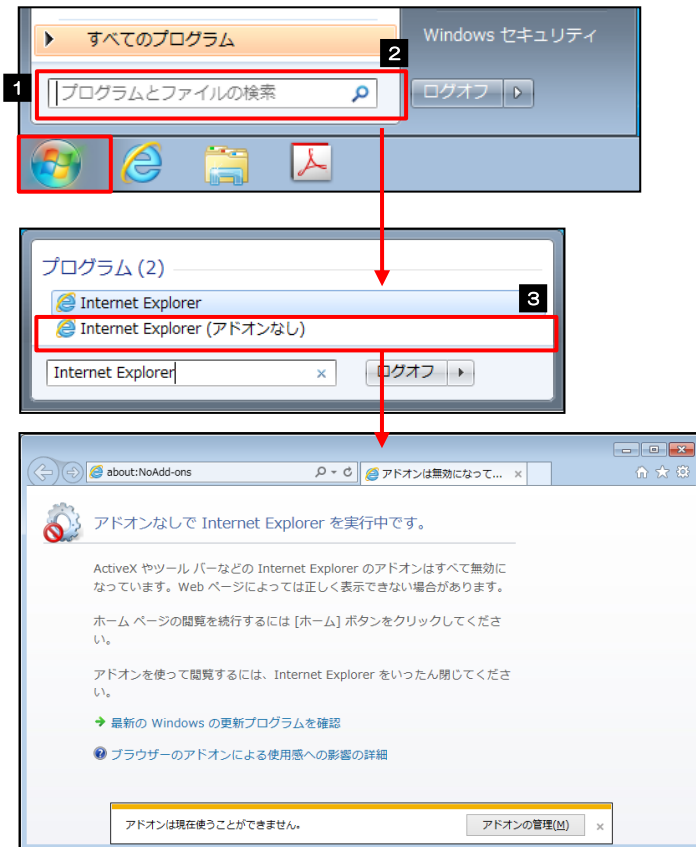 すべてのプログラム
Windows セキュリティ
2
1
プログラムとファイルの検索
ログオフ
プログラム (2)
Internet Explorer
3
Internet Explorer (アドオンなし)
Internet Explorer
ログオフ
about:NoAdd-ons
アドオンは無効になって...
アドオンなしで Internet Explorer を実行中です。
ActiveX やツール バーなどの Internet Explorer のアドオンはすべて無効に
なっています。Web ページによっては正しく表示できない場合があります。
ホーム ページの閲覧を続行するには [ホーム] ボタンをクリックしてくださ
い。
アドオンを使って閲覧するには、Internet Explorer をいったん閉じてくださ
い。
最新の Windows の更新プログラムを確認
ブラウザーのアドオンによる使用感への影響の詳細
アドオンは現在使うことができません。
アドオンの管理(M)